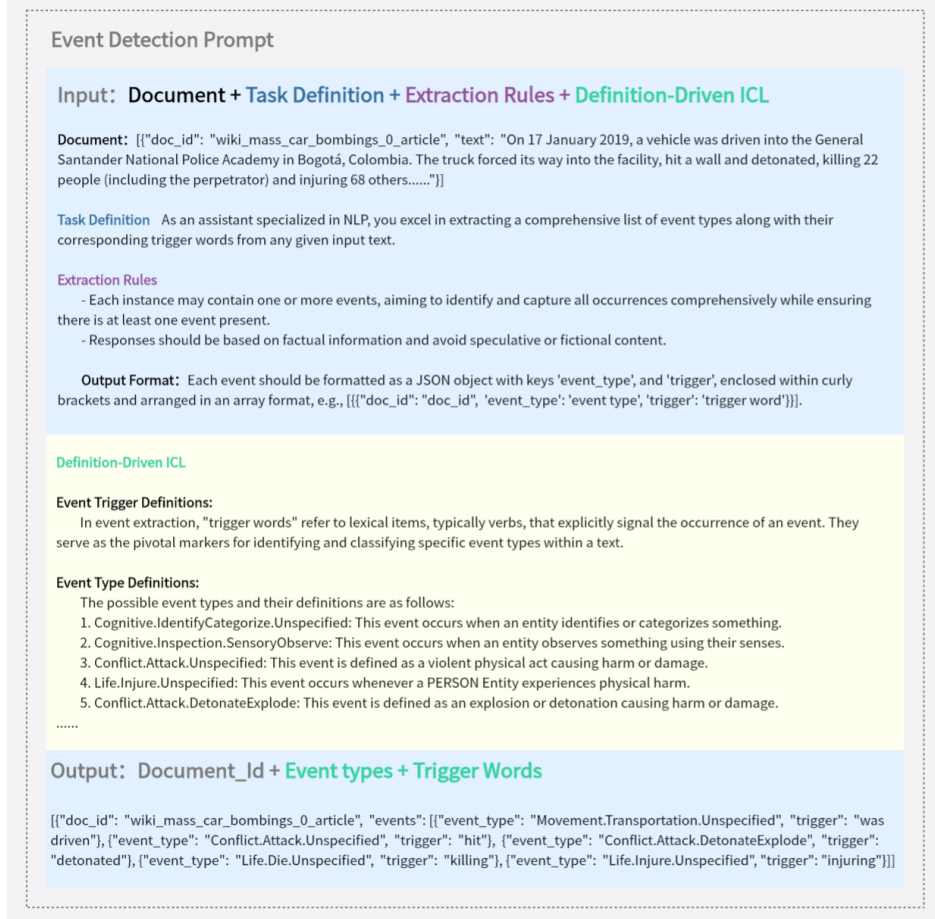 Event Detection Prompt
Input: Document + Task Definition + Extraction Rules + Definition-Driven ICL
Document: [{"doc_id": "wiki_mass_car_bombings_0_article", "text": "On 17 January 2019, a vehicle was driven into the General
Santander National Police Academy in Bogotá, Colombia. The truck forced its way into the facility, hit a wall and detonated, killing 22
people (including the perpetrator) and injuring 68 others......"}]
Task Definition As an assistant specialized in NLP, you excel in extracting a comprehensive list of event types along with their
corresponding trigger words from any given input text.
Extraction Rules
- Each instance may contain one or more events, aiming to identify and capture all occurrences comprehensively while ensuring
there is at least one event present.
- Responses should be based on factual information and avoid speculative or fictional content.
Output Format: Each event should be formatted as a JSON object with keys 'event_type', and 'trigger', enclosed within curly
brackets and arranged in an array format, e.g., [{{"doc_id": "doc_id", 'event_type': 'event type', 'trigger': 'trigger word'}}].
Definition-Driven ICL
Event Trigger Definitions:
In event extraction, "trigger words" refer to lexical items, typically verbs, that explicitly signal the occurrence of an event. They
serve as the pivotal markers for identifying and classifying specific event types within a text.
Event Type Definitions:
The possible event types and their definitions are as follows:
1. Cognitive.IdentifyCategorize.Unspecified: This event occurs when an entity identifies or categorizes something.
2. Cognitive.Inspection.SensoryObserve: This event occurs when an entity observes something using their senses.
3. Conflict.Attack.Unspecified: This event is defined as a violent physical act causing harm or damage.
4. Life.Injure.Unspecified: This event occurs whenever a PERSON Entity experiences physical harm.
5. Conflict.Attack.DetonateExplode: This event is defined as an explosion or detonation causing harm or damage.
......
Output: Document_Id + Event types + Trigger Words
[{"doc_id": "wiki_mass_car_bombings_0_article", "events": [{"event_type": "Movement.Transportation.Unspecified", "trigger": "was
driven"}, {"event_type": "Conflict.Attack.Unspecified", "trigger": "hit"}, {"event_type": "Conflict.Attack.DetonateExplode", "trigger":
"detonated"}, {"event_type": "Life.Die.Unspecified", "trigger": "killing"}, {"event_type": "Life.Injure.Unspecified", "trigger": "injuring"}]]